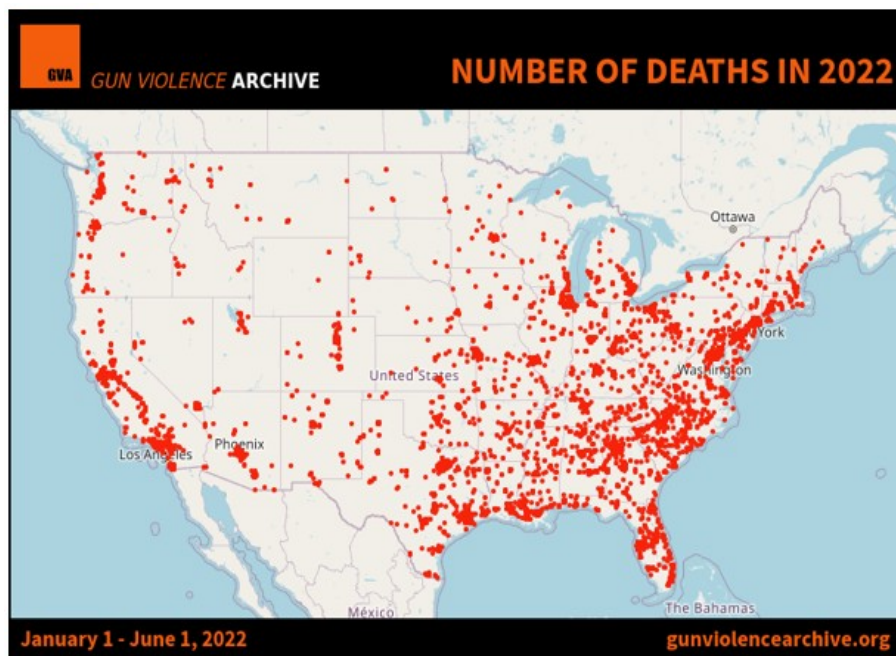 GVA
GUN VIOLENCE ARCHIVE
NUMBER OF DEATHS IN 2022
Ottawa
York
United States
Washington
Phoenix
Los Angeles
México
The Bahamas
January 1 - June 1, 2022
gunviolencearchive.org